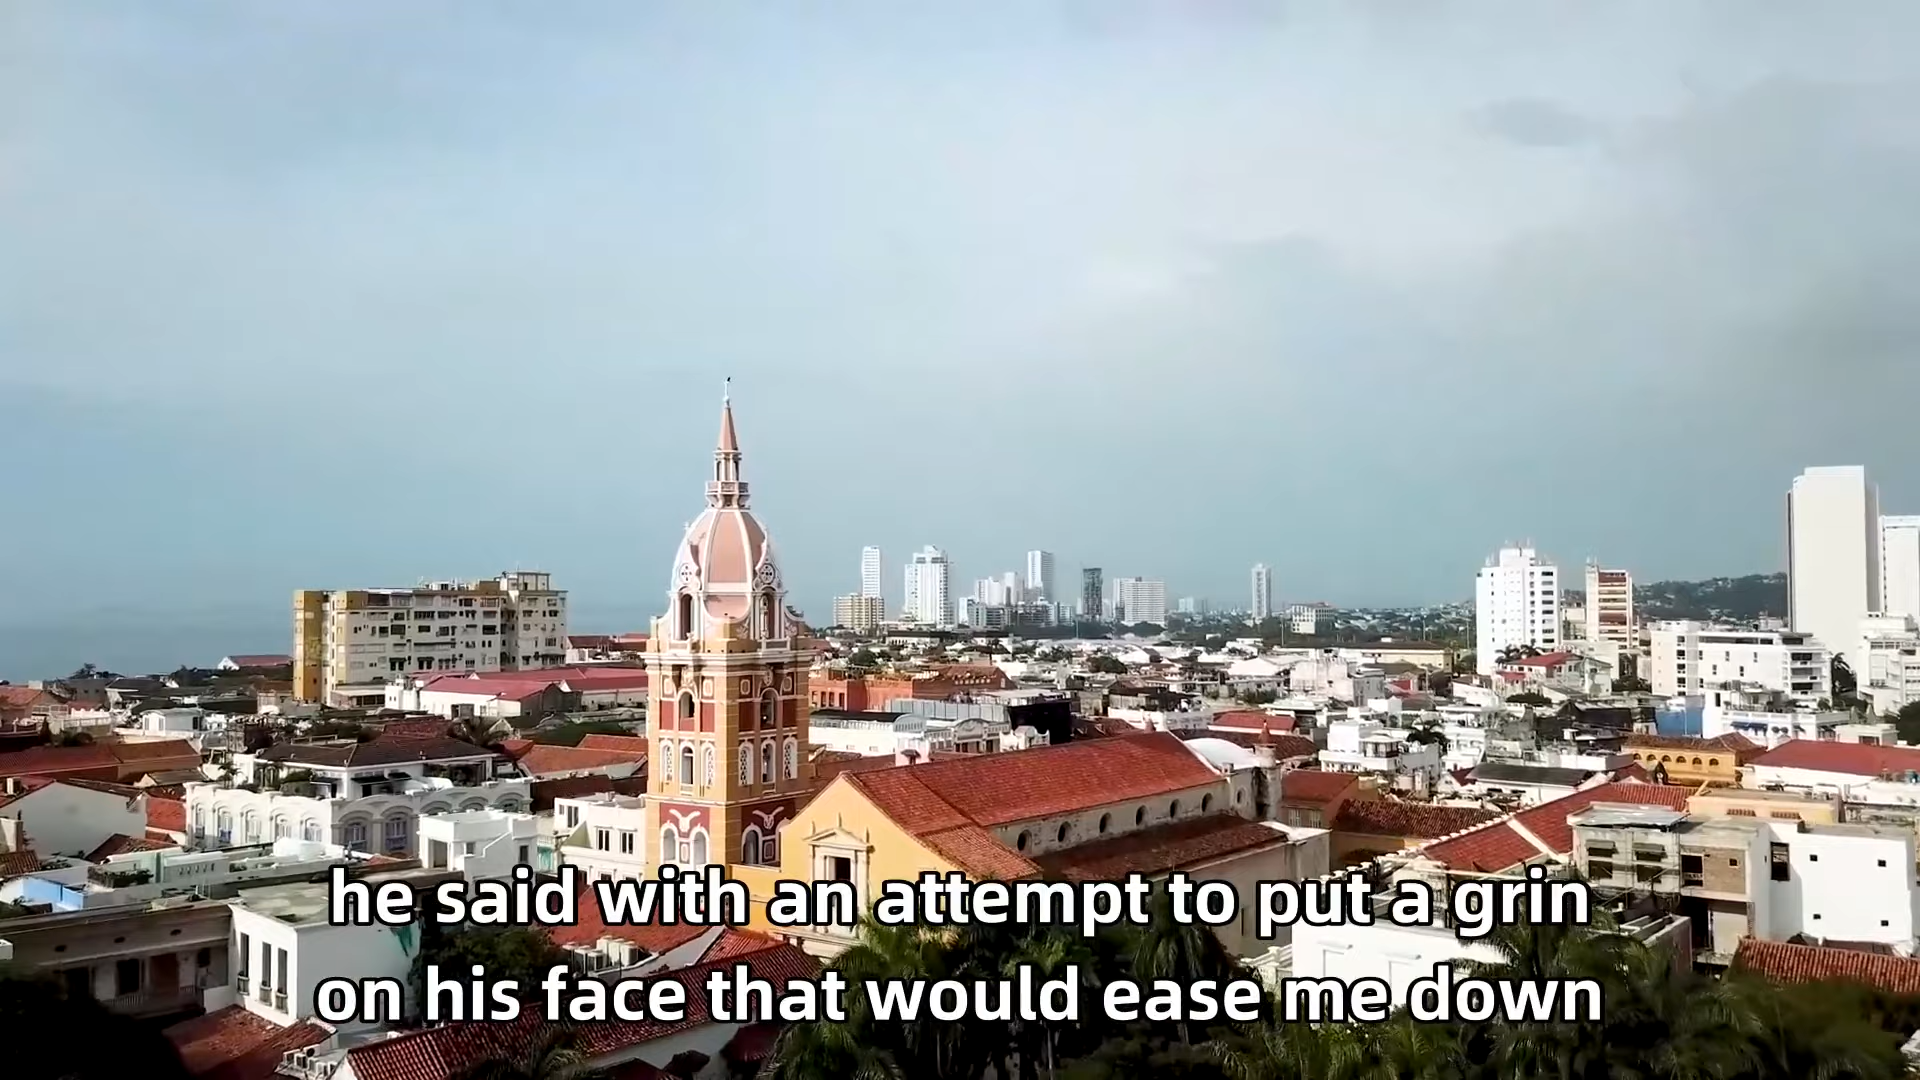 he said with an attempt to put a grin
on his face that would ease me down